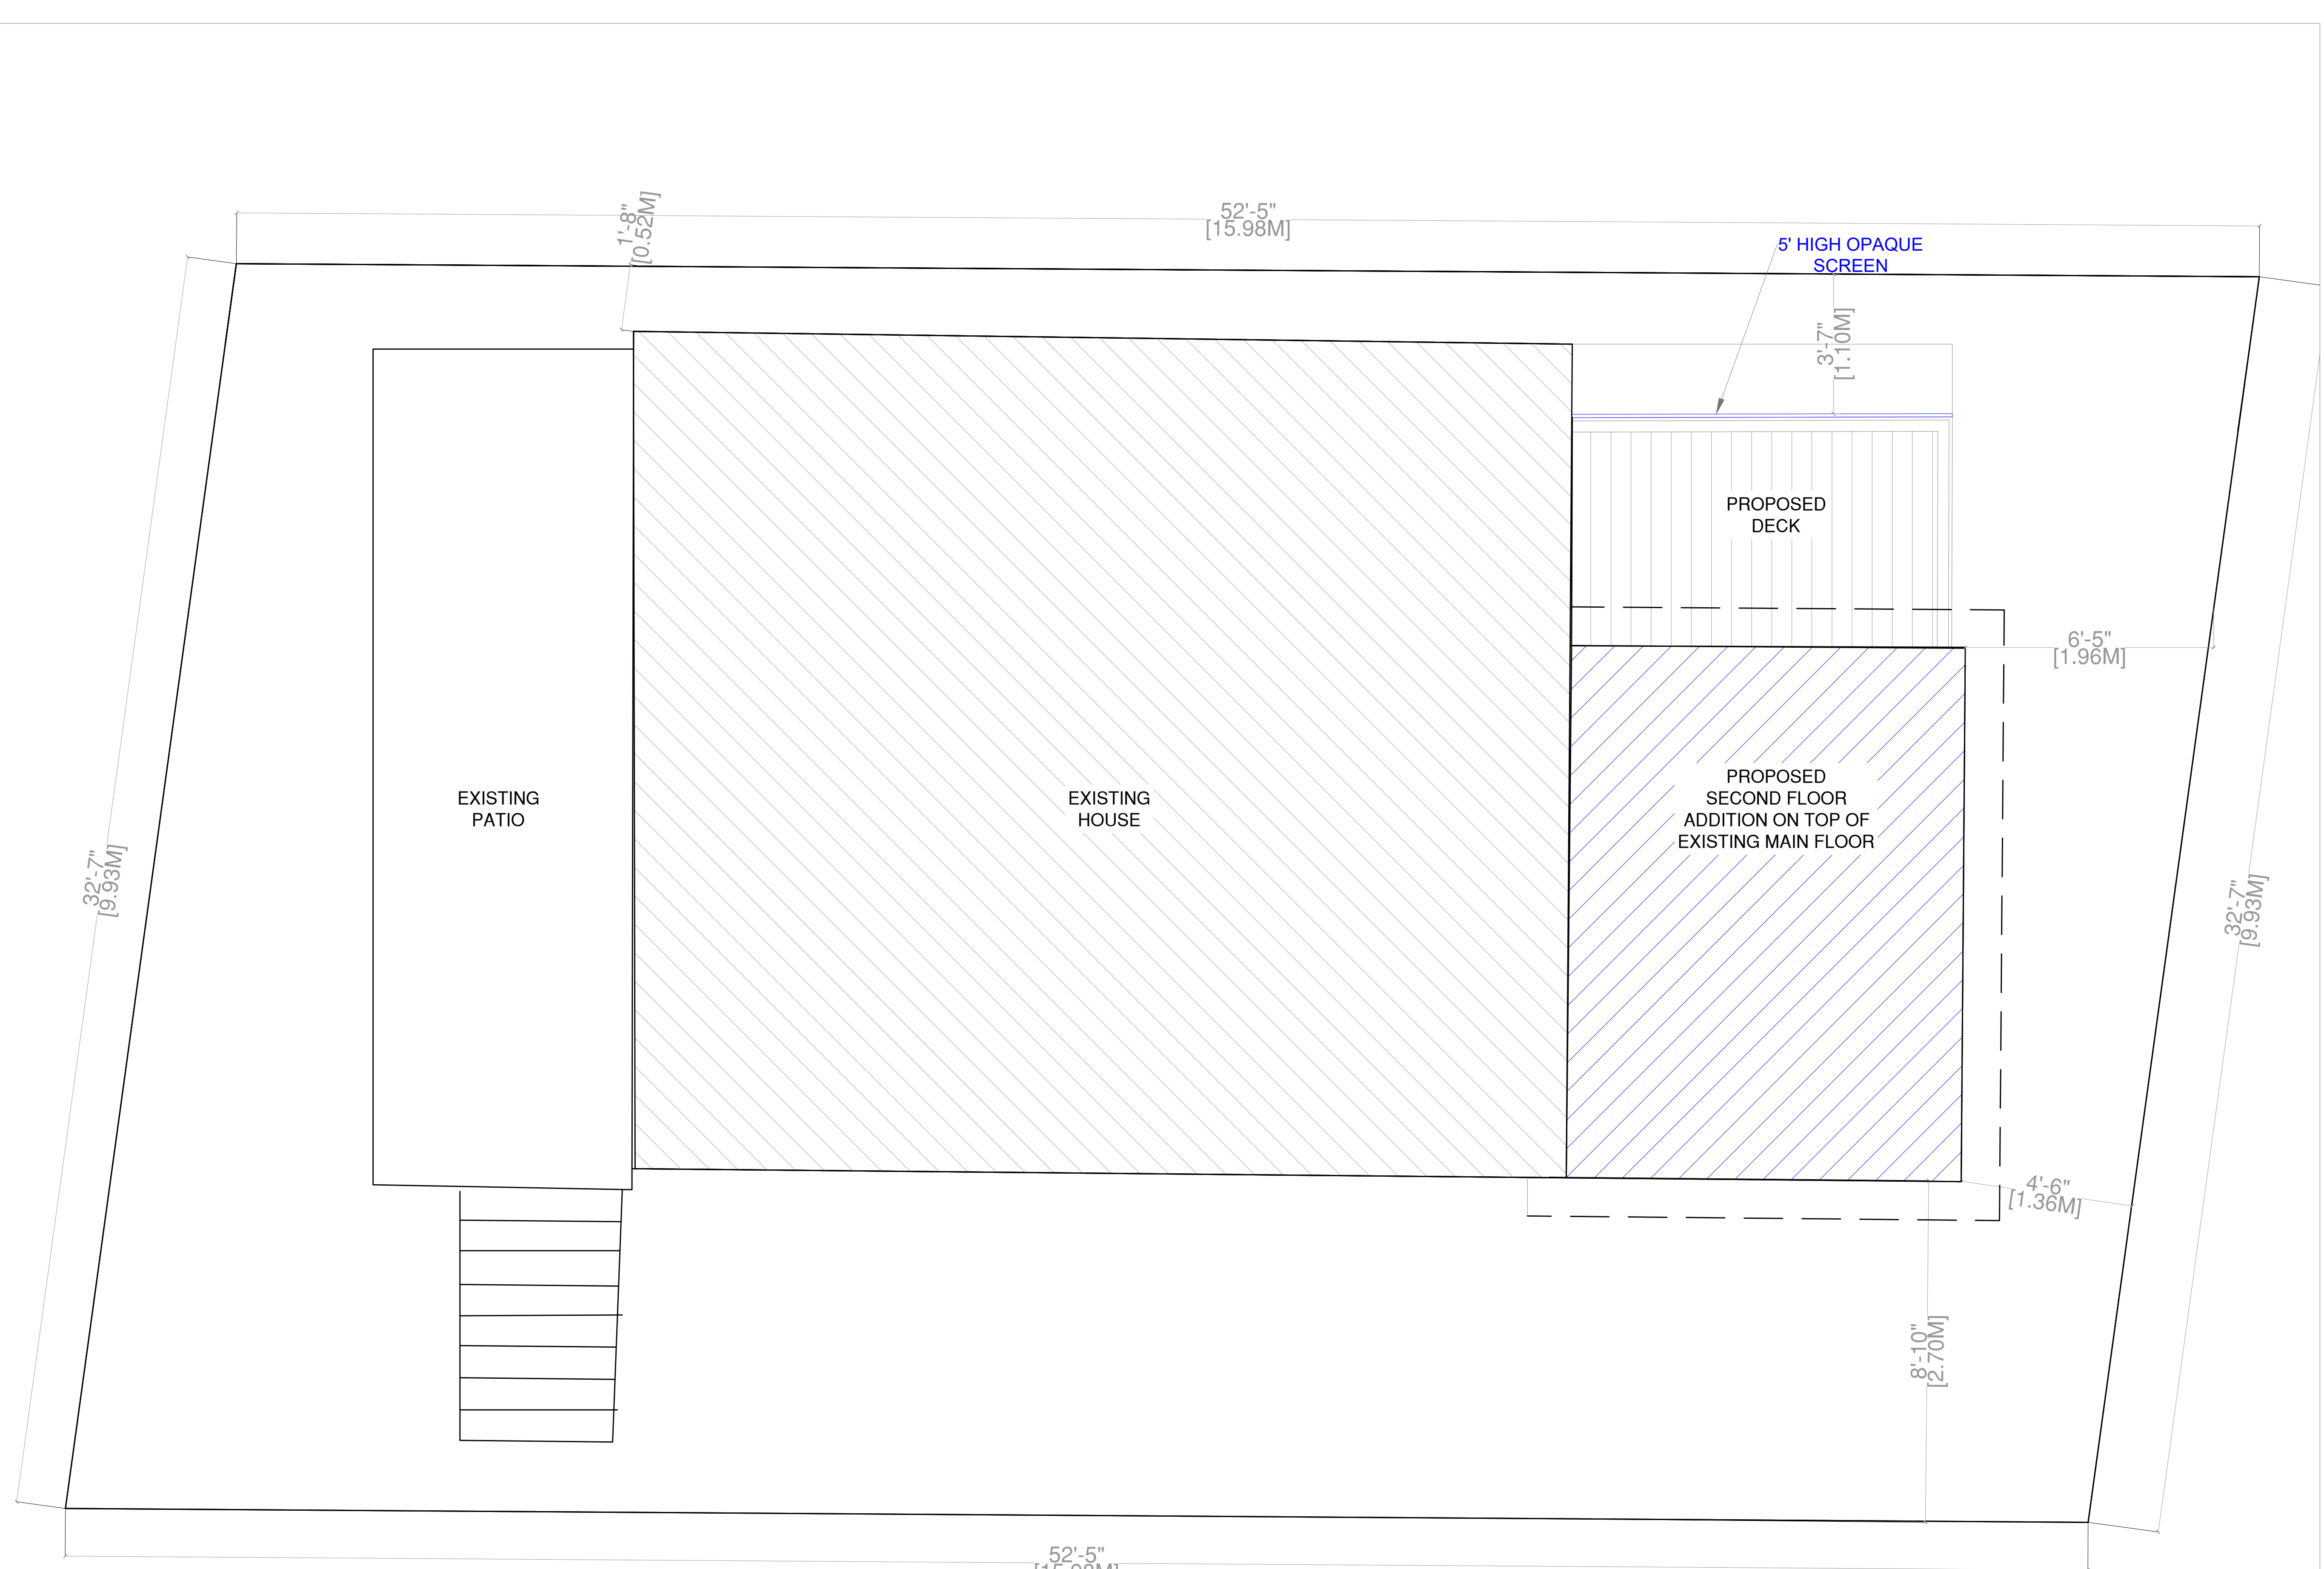 52'-5"
[15.98M]
1'-8"
[0.52M]
5' HIGH OPAQUE
SCREEN
3'-7"
[1.10M]
PROPOSED
DECK
6'-5"
[1.96M]
EXISTING
PATIO
EXISTING
HOUSE
PROPOSED
SECOND FLOOR
ADDITION ON TOP OF
EXISTING MAIN FLOOR
32'-7"
[9.93M]
32'-7"
[9.93M]
4'-6"
[1.36M]
8'-10"
[2.70M]
52'-5"